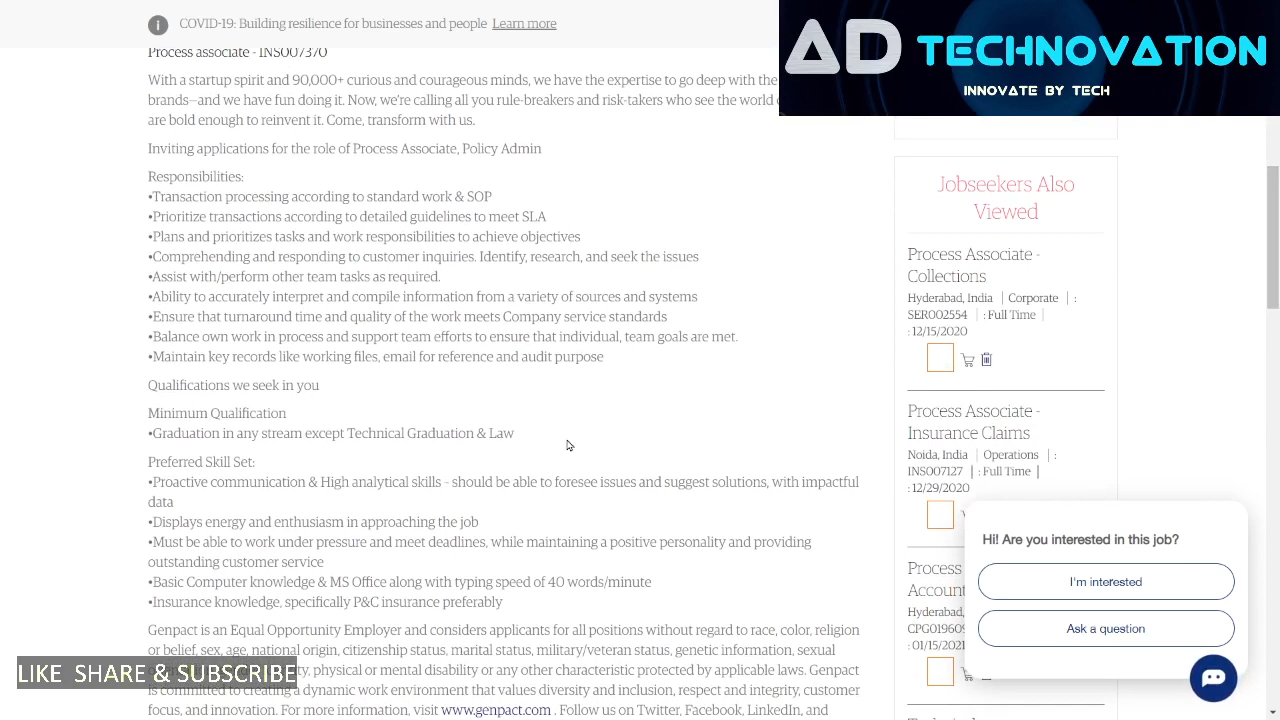 COVID-19: Building resilience for businesses and people Learn more
AD TECHNOVATION
INNOVATE BY TECH
Process associate - INS007370
With a startup spirit and 90,000+ curious and courageous minds, we have the expertise to go deep with the
brands—and we have fun doing it. Now, we're calling all you rule-breakers and risk-takers who see the world
are bold enough to reinvent it. Come, transform with us.
Inviting applications for the role of Process Associate, Policy Admin
Responsibilities:
•Transaction processing according to standard work & SOP
•Prioritize transactions according to detailed guidelines to meet SLA
•Plans and prioritizes tasks and work responsibilities to achieve objectives
•Comprehending and responding to customer inquiries. Identify, research, and seek the issues
•Assist with/perform other team tasks as required.
•Ability to accurately interpret and compile information from a variety of sources and systems
•Ensure that turnaround time and quality of the work meets Company service standards
•Balance own work in process and support team efforts to ensure that individual, team goals are met.
•Maintain key records like working files, email for reference and audit purpose
Qualifications we seek in you
Minimum Qualification
•Graduation in any stream except Technical Graduation & Law
Preferred Skill Set:
•Proactive communication & High analytical skills - should be able to foresee issues and suggest solutions, with impactful
data
•Displays energy and enthusiasm in approaching the job
•Must be able to work under pressure and meet deadlines, while maintaining a positive personality and providing
outstanding customer service
•Basic Computer knowledge & MS Office along with typing speed of 40 words/minute
•Insurance knowledge, specifically P&C insurance preferably
Genpact is an Equal Opportunity Employer and considers applicants for all positions without regard to race, color, religion
or belief, sex, age, national origin, citizenship status, marital status, military/veteran status, genetic information, sexual
physical or mental disability or any other characteristic protected by applicable laws. Genpact
is committed to creating a dynamic work environment that values diversity and inclusion, respect and integrity, customer
focus, and innovation. For more information, visit www.genpact.com . Follow us on Twitter, Facebook, LinkedIn, and
LIKE SHARE & SUBSCRIBE
Jobseekers Also
Viewed
Process Associate -
Collections
Hyderabad, India | Corporate | :
SER002554 | : Full Time |
: 12/15/2020
Process Associate -
Insurance Claims
Noida, India | Operations | :
INS007127 | : Full Time |
: 12/29/2020
Process
Account
Hyderabad,
CPG019609
: 01/15/2021
Hi! Are you interested in this job?
I'm interested
Ask a question